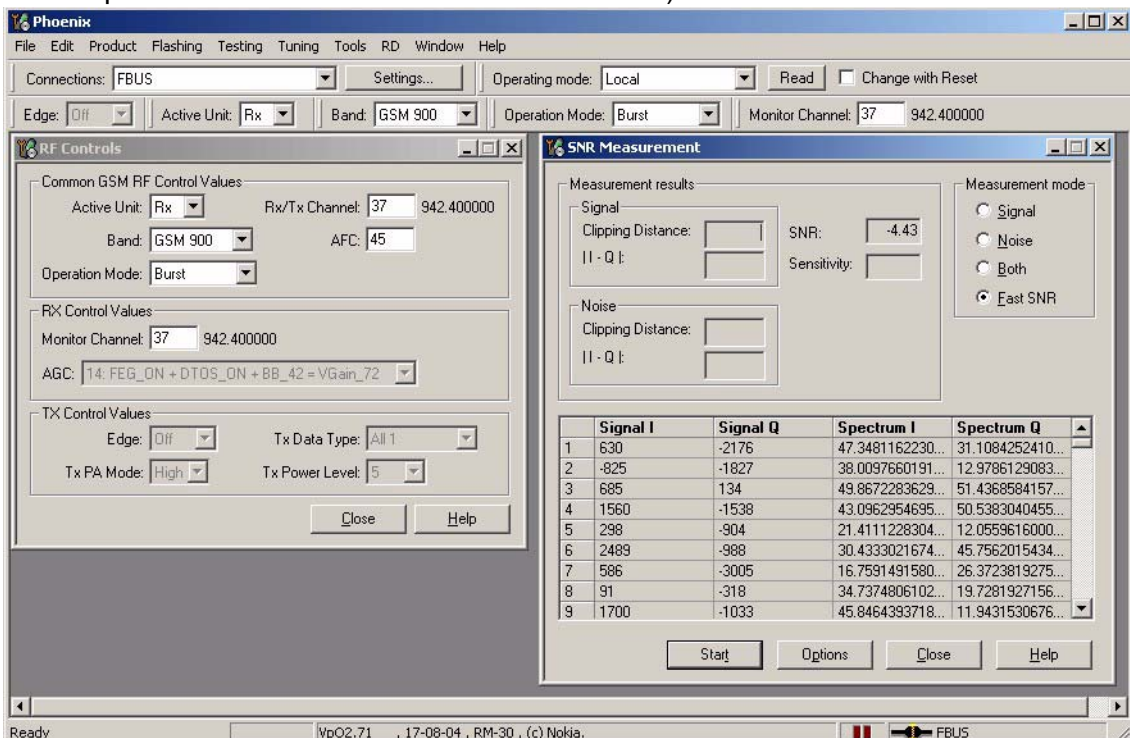 Phoenix
File Edit Product Flashing Testing Tuning Tools RD Window Help
Connections: FBUS Settings... Operating mode: Local Read Change with Reset
Edge: Off Active Unit: Rx Band: GSM 900 Operation Mode: Burst Monitor Channel: 37 942.400000
RF Controls
Common GSM RF Control Values
Active Unit: Rx Rx/Tx Channel: 37 942.400000
Band: GSM 900 AFC: 45
Operation Mode: Burst
RX Control Values
Monitor Channel: 37 942.400000
AGC: 14: FEG_ON + DTOS_ON + BB_42 = VGain_72
TX Control Values
Edge: Off Tx Data Type: All 1
Tx PA Mode: High Tx Power Level: 5
Close Help
SNR Measurement
Measurement results
Signal
Clipping Distance:
| I - Q |:
SNR: -4.43
Sensitivity:
Noise
Clipping Distance:
| I - Q |:
Measurement mode
Signal
Noise
Both
Fast SNR
Signal I Signal Q Spectrum I Spectrum Q
1 630 -2176 47.3481162230... 31.1084252410...
2 -825 -1827 38.0097660191... 12.9786129083...
3 685 134 49.8672283629... 51.4368584157...
4 1560 -1538 43.0962954695... 50.5383040455...
5 298 -904 21.4111228304... 12.0559616000...
6 2489 -988 30.4333021674... 45.7562015434...
7 586 -3005 16.7591491580... 26.3723819275...
8 91 -318 34.7374806102... 19.7281927156...
9 1700 -1033 45.8464393718... 11.9431530676...
Start Options Close Help
Ready VpO2.71 , 17-08-04 , RM-30 , (c) Nokia. FBUS